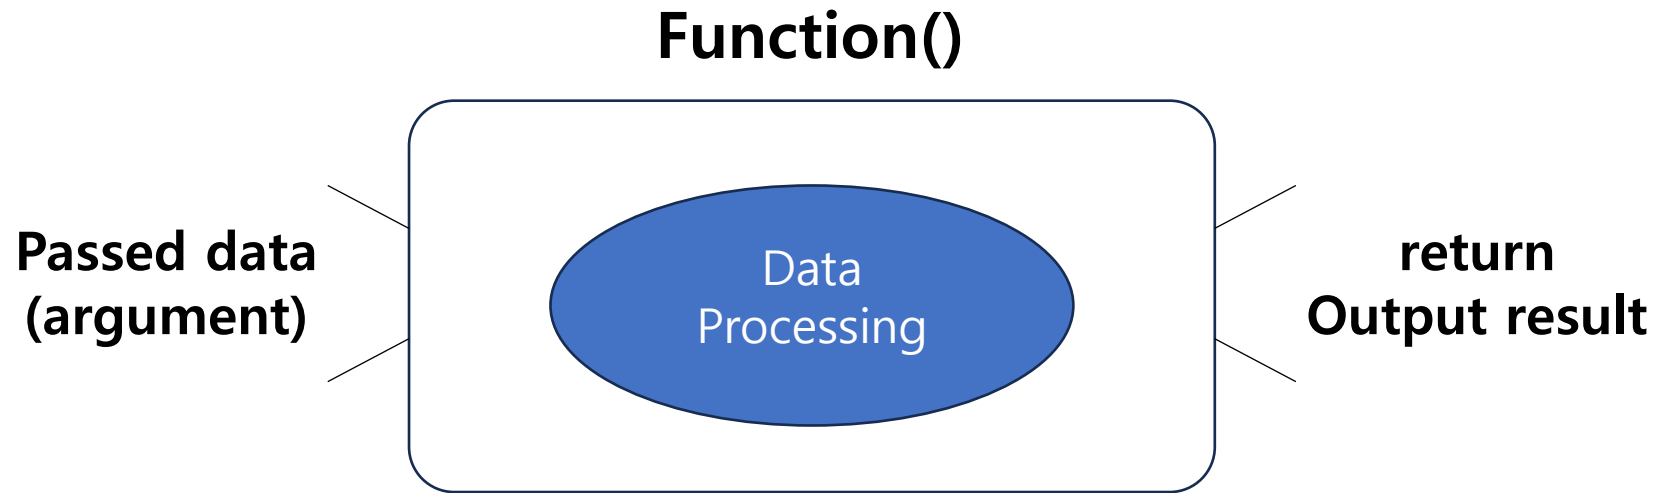 Function()
Passed data
(argument)
Data
Processing
return
Output result